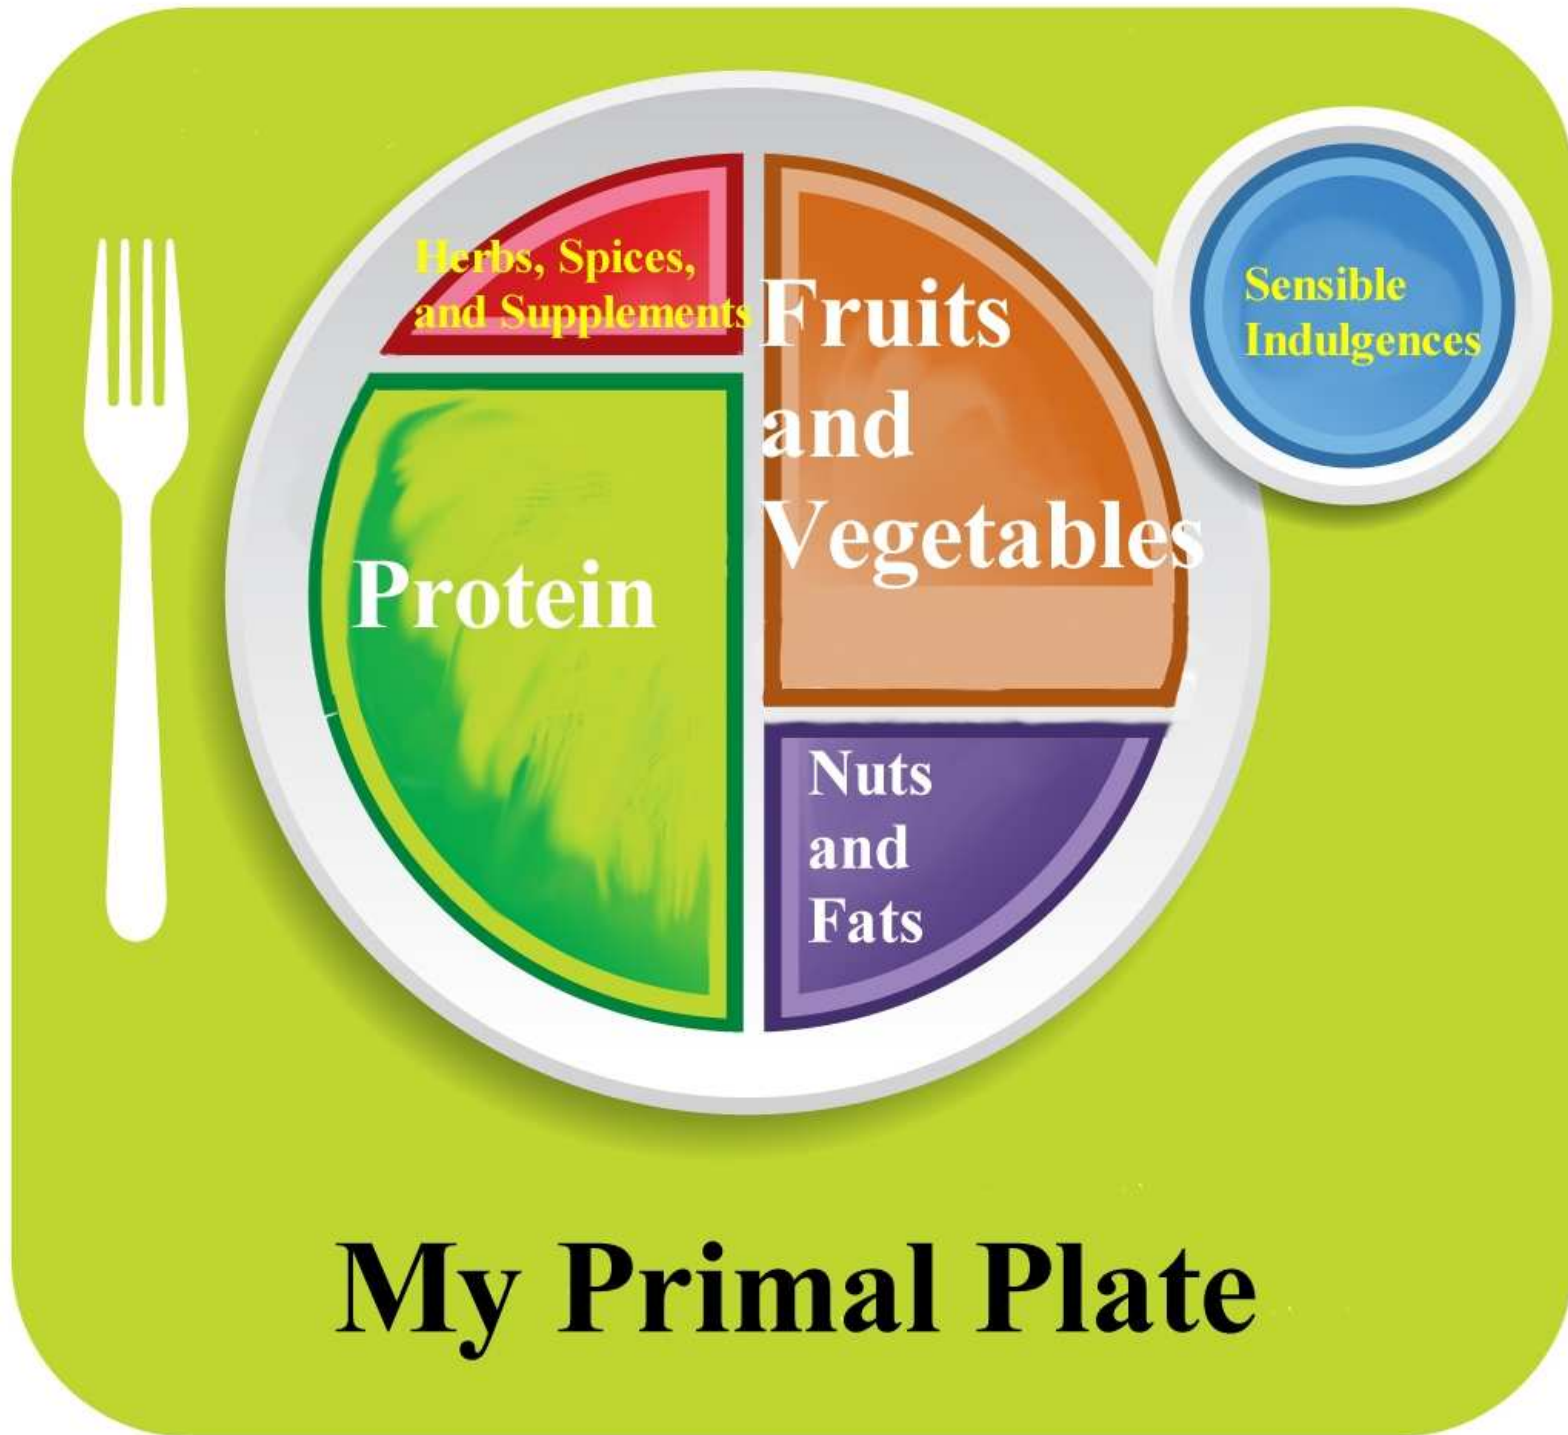 Herbs, Spices,
and Supplements
Fruits
and
Vegetables
Sensible
Indulgences
Protein
Nuts
and
Fats
My Primal Plate